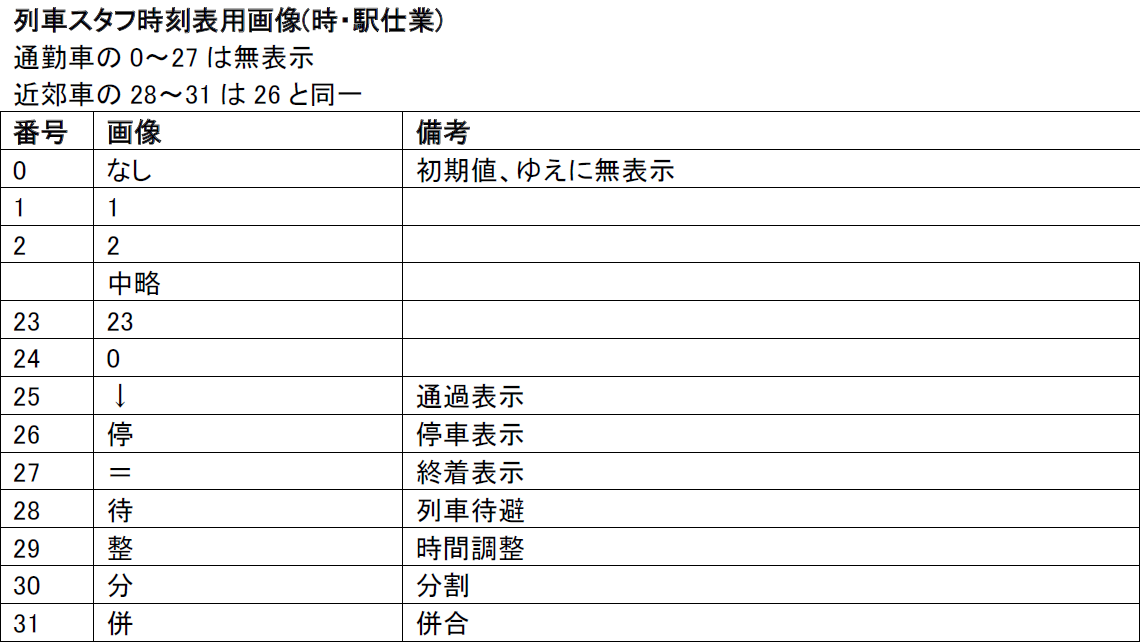 列車スタフ時刻表用画像(時・駅仕業)
通勤車の 0～27 は無表示
近郊車の 28～31 は 26 と同一
番号 画像 備考
0 なし 初期値、ゆえに無表示
1 1
2 2
中略
23 23
24 0
25 ↓ 通過表示
26 停 停車表示
27 ＝ 終着表示
28 待 列車待避
29 整 時間調整
30 分 分割
31 併 併合